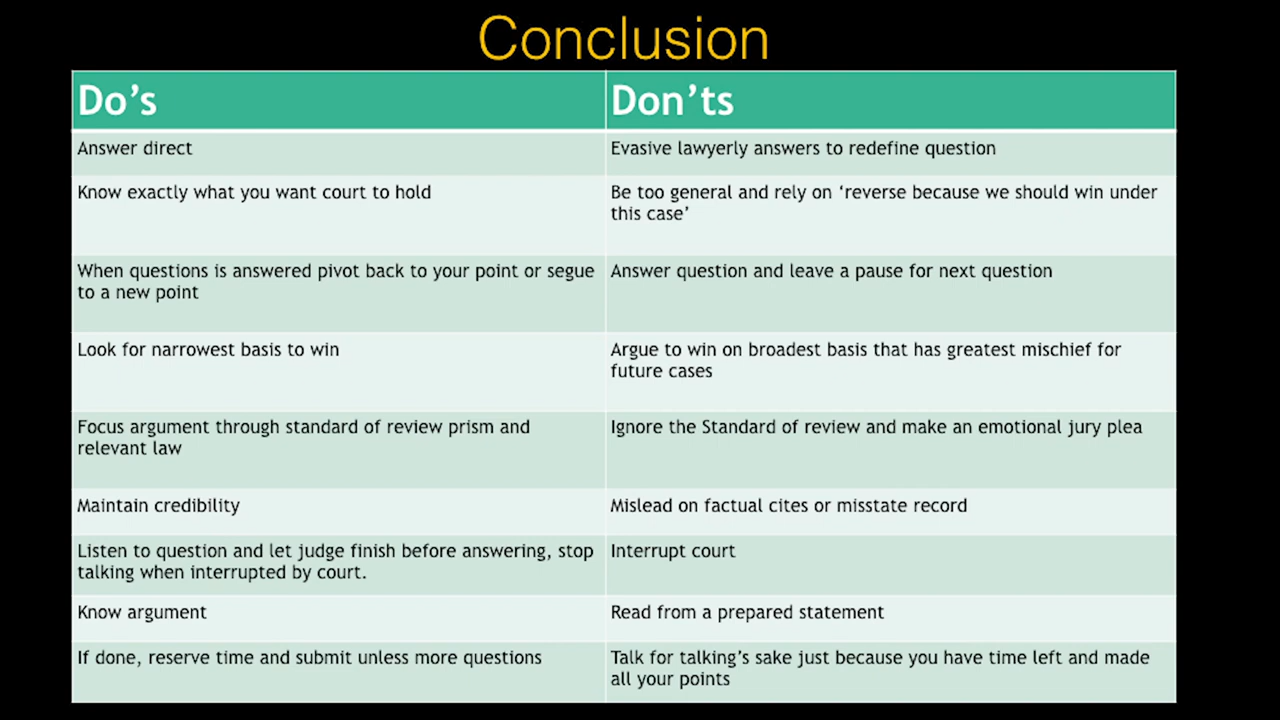 Conclusion
Do’s
Don’ts
Answer direct
Evasive lawyerly answers to redefine question
Know exactly what you want court to hold
Be too general and rely on ‘reverse because we should win under
this case’
When questions is answered pivot back to your point or segue
to a new point
Answer question and leave a pause for next question
Look for narrowest basis to win
Argue to win on broadest basis that has greatest mischief for
future cases
Focus argument through standard of review prism and
relevant law
Ignore the Standard of review and make an emotional jury plea
Maintain credibility
Mislead on factual cites or misstate record
Listen to question and let judge finish before answering, stop
talking when interrupted by court.
Interrupt court
Know argument
Read from a prepared statement
If done, reserve time and submit unless more questions
Talk for talking’s sake just because you have time left and made
all your points